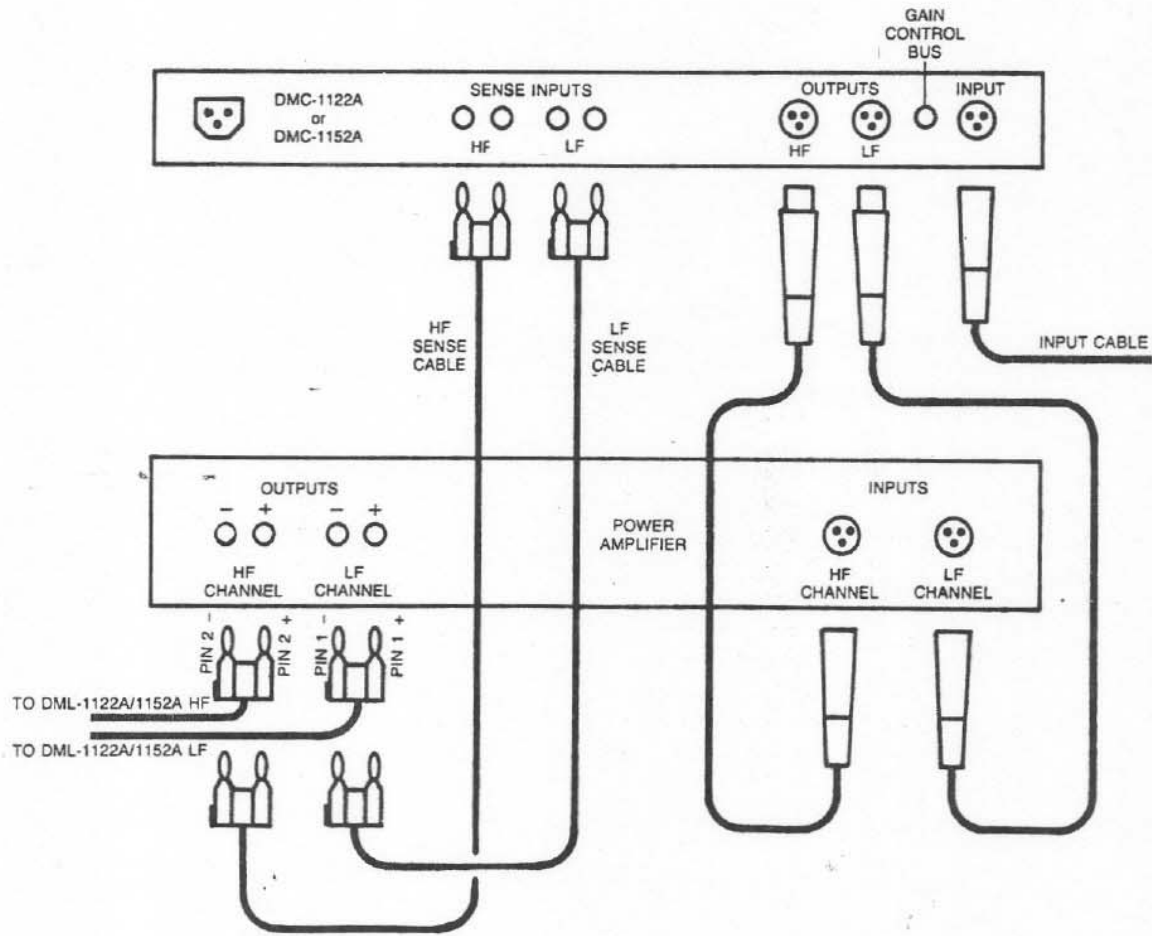 GAIN
CONTROL
BUS
DMC-1122A
or
DMC-1152A
SENSE INPUTS
HF
LF
OUTPUTS
HF
LF
INPUT
HF
SENSE
CABLE
LF
SENSE
CABLE
INPUT CABLE
OUTPUTS
- +
- +
HF
CHANNEL
LF
CHANNEL
POWER
AMPLIFIER
INPUTS
HF
CHANNEL
LF
CHANNEL
PIN 2 -
PIN 2 +
PIN 1 -
PIN 1 +
TO DML-1122A/1152A HF
TO DML-1122A/1152A LF